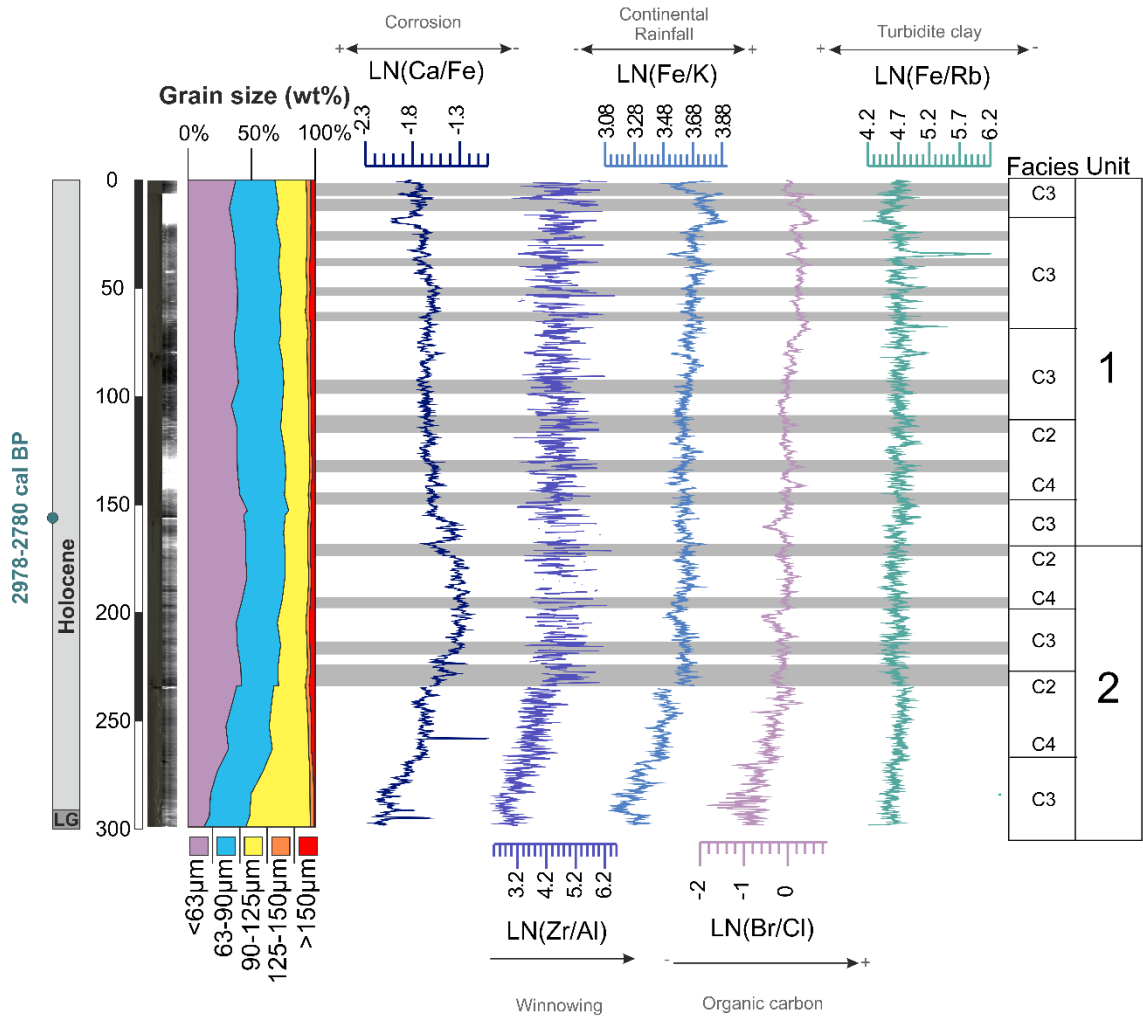 Corrosion
+ -
LN(Ca/Fe)
-2.3 -1.8 -1.3
Continental
Rainfall
- +
LN(Fe/K)
3.08 3.28 3.48 3.68 3.88
Turbidite clay
+ -
LN(Fe/Rb)
4.2 4.7 5.2 5.7 6.2
Grain size (wt%)
0% 50% 100%
Facies Unit
0
50
100
150
200
250
300
2978-2780 cal BP
Holocene
LG
C3
C3
C3
C2
C4
C3
C2
C4
C3
C2
C4
C3
1
2
<63µm
63-90µm
90-125µm
125-150µm
>150µm
3.2 4.2 5.2 6.2
LN(Zr/Al)
Winnowing
-2 -1 0
LN(Br/Cl)
- +
Organic carbon